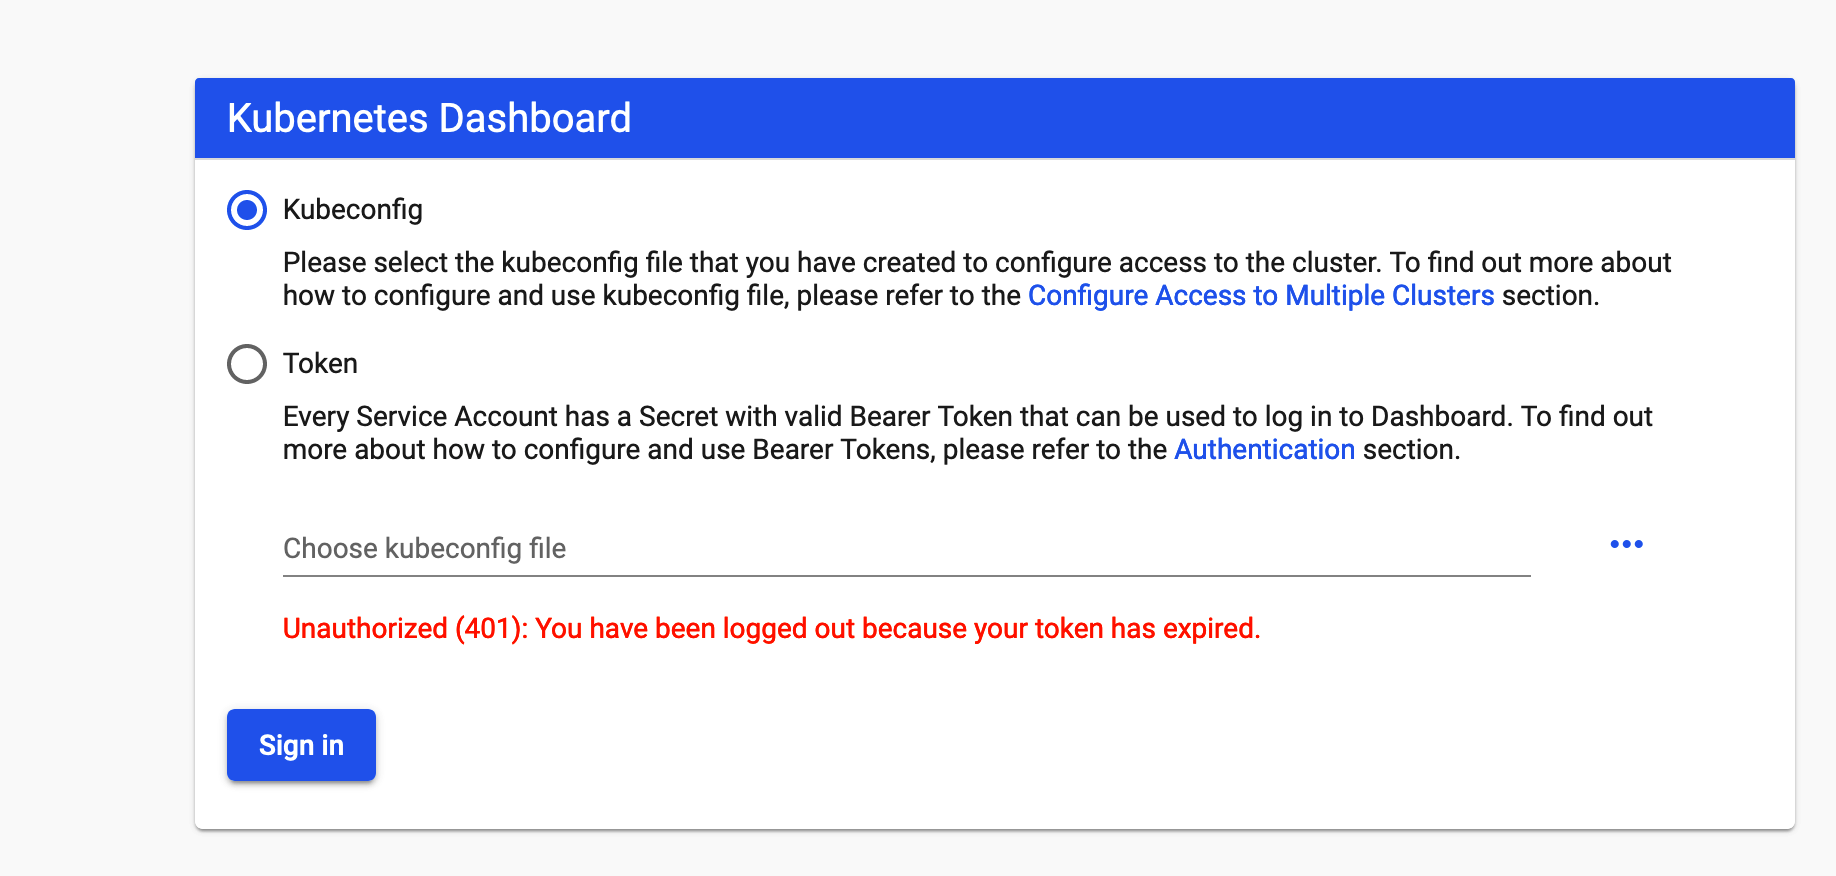 Kubernetes Dashboard
Kubeconfig
Please select the kubeconfig file that you have created to configure access to the cluster. To find out more about
how to configure and use kubeconfig file, please refer to the Configure Access to Multiple Clusters section.
Token
Every Service Account has a Secret with valid Bearer Token that can be used to log in to Dashboard. To find out
more about how to configure and use Bearer Tokens, please refer to the Authentication section.
Choose kubeconfig file
Unauthorized (401): You have been logged out because your token has expired.
Sign in